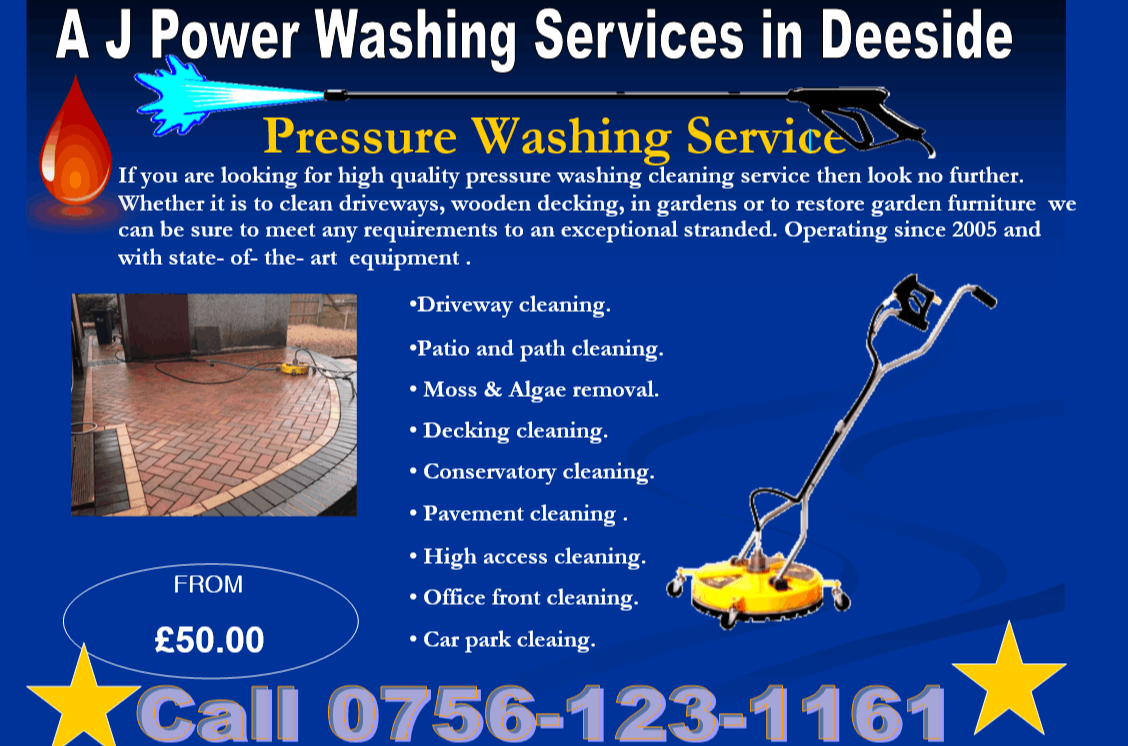 A J Power Washing Services in Deeside
Pressure Washing Service
If you are looking for high quality pressure washing cleaning service then look no further.
Whether it is to clean driveways, wooden decking, in gardens or to restore garden furniture  we
can be sure to meet any requirements to an exceptional stranded. Operating since 2005 and
with state- of- the- art  equipment .
•Driveway cleaning.
•Patio and path cleaning.
• Moss & Algae removal.
• Decking cleaning.
• Conservatory cleaning.
• Pavement cleaning .
• High access cleaning.
• Office front cleaning.
• Car park cleaing.
FROM
£50.00
Call 0756-123-1161